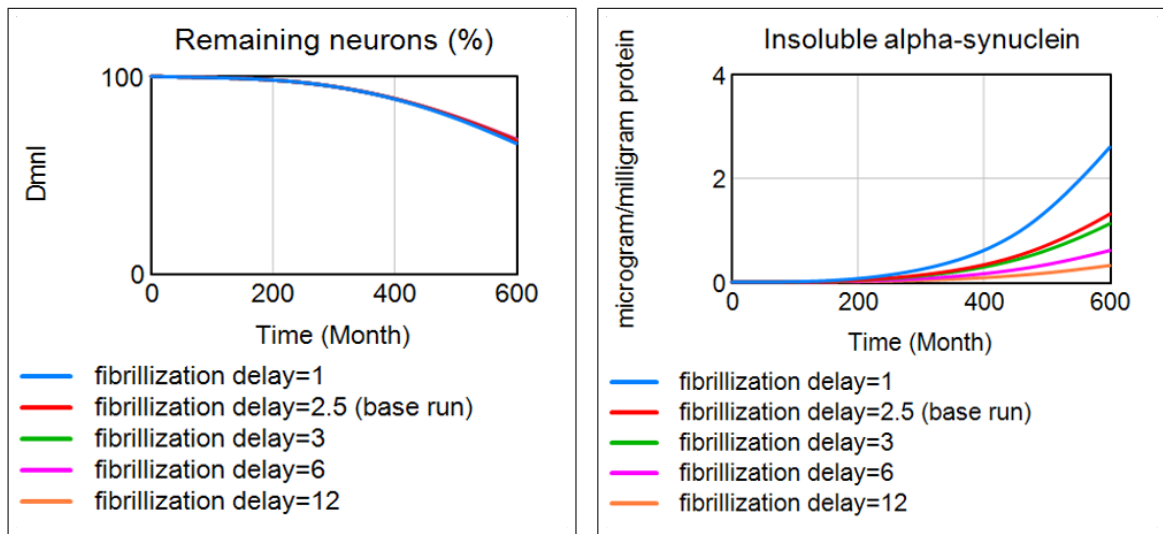 Remaining neurons (%)
Dmnl
100
0
0 200 400 600
Time (Month)
fibrillization delay=1
fibrillization delay=2.5 (base run)
fibrillization delay=3
fibrillization delay=6
fibrillization delay=12
Insoluble alpha-synuclein
microgram/milligram protein
4
2
0
0 200 400 600
Time (Month)
fibrillization delay=1
fibrillization delay=2.5 (base run)
fibrillization delay=3
fibrillization delay=6
fibrillization delay=12